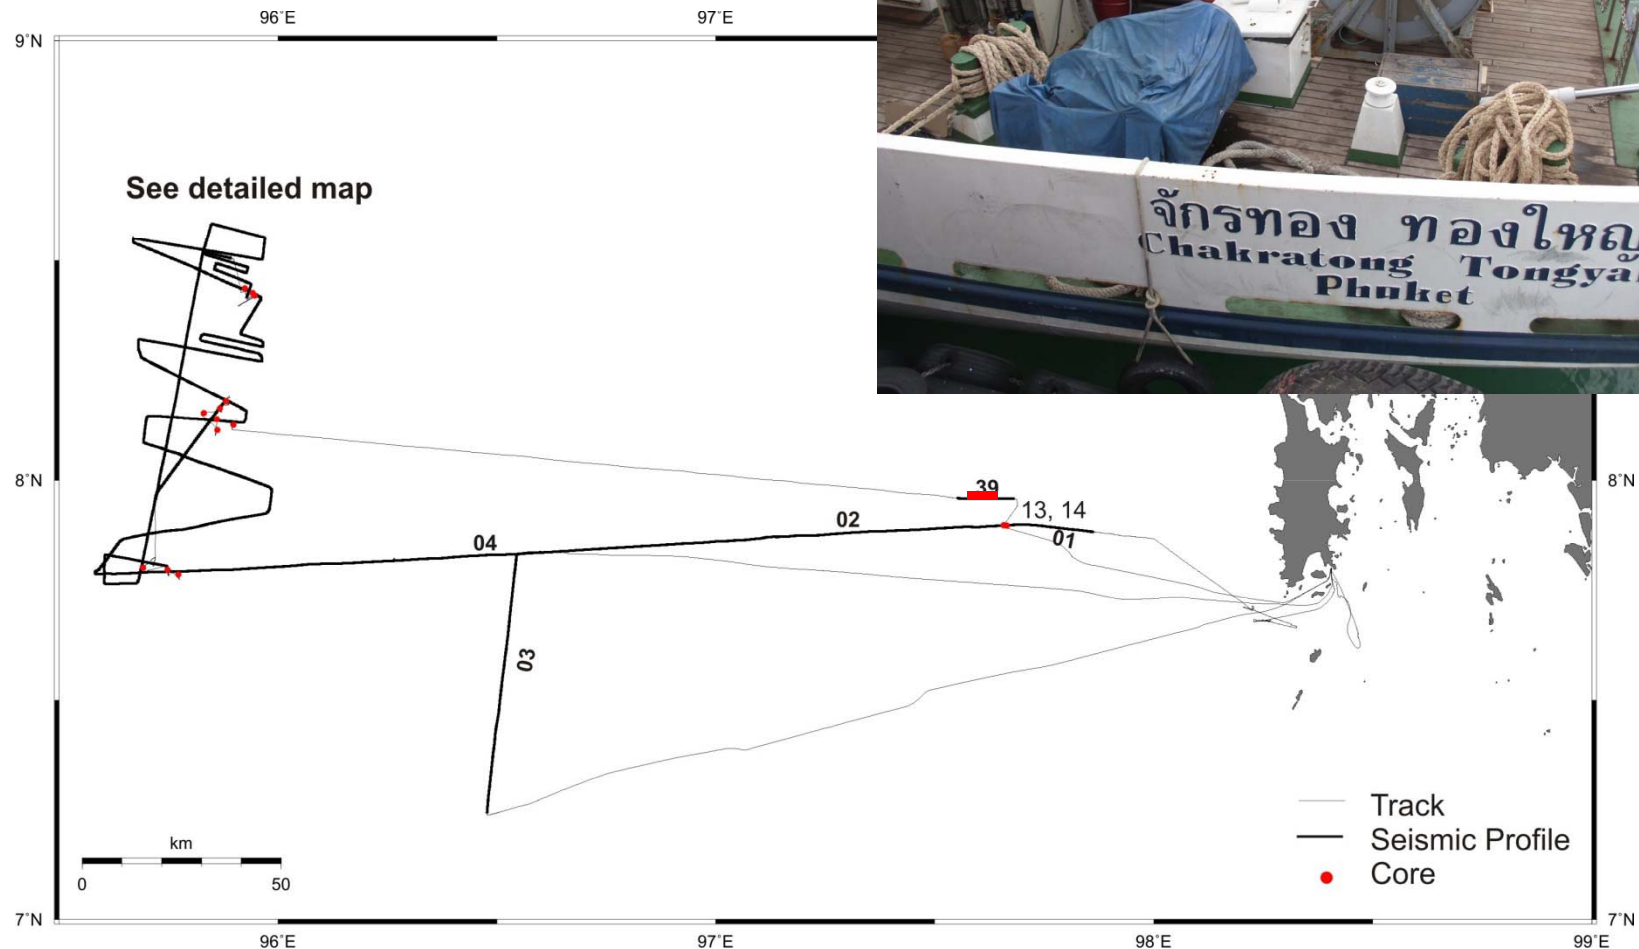 96°E
97°E
9°N
See detailed map
จักรทอง ทองใหญ่
Chakratong Tongya
Phuket
8°N
8°N
39
13, 14
02
01
04
03
Track
Seismic Profile
Core
km
0
50
7°N
7°N
96°E
97°E
98°E
99°E